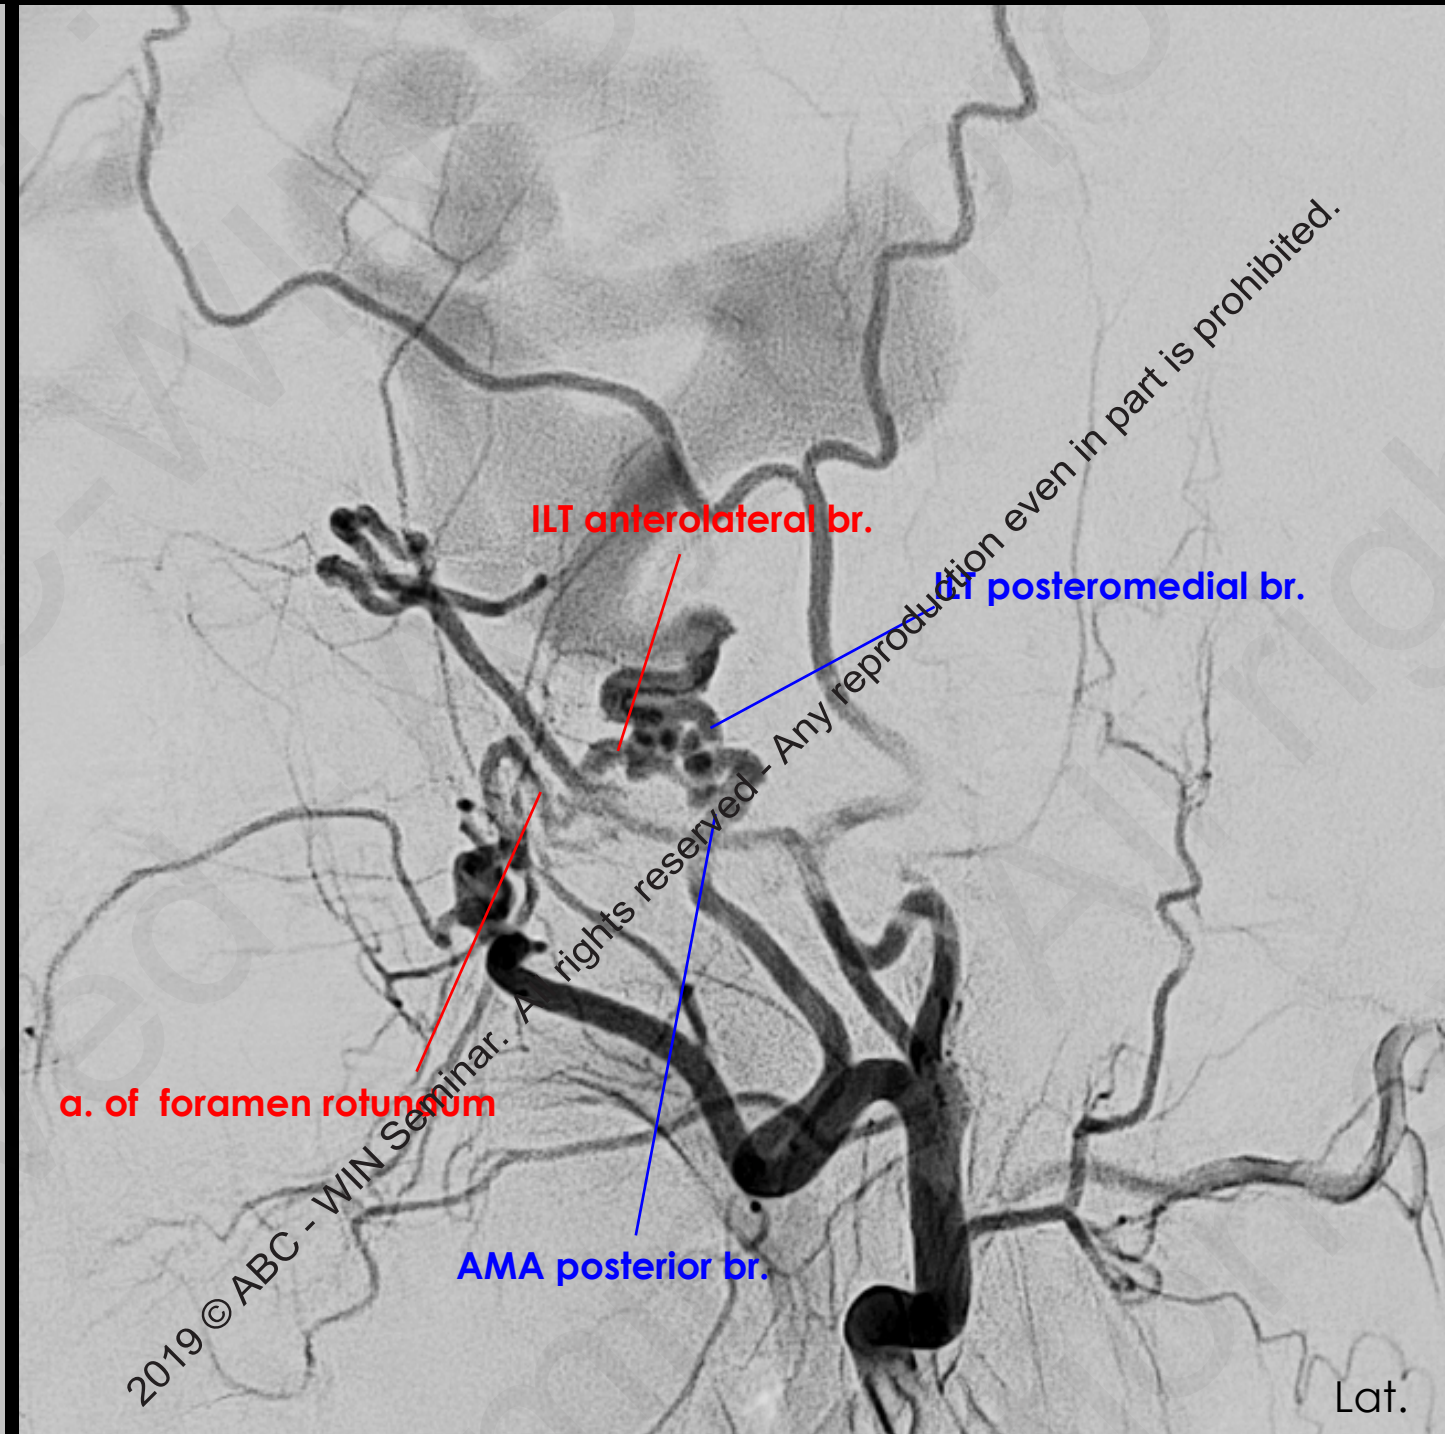 ILT anterolateral br.
ILT posteromedial br.
a. of foramen rotundum
AMA posterior br.
2019 © ABC - WIN Seminar. All rights reserved - Any reproduction even in part is prohibited.
Lat.